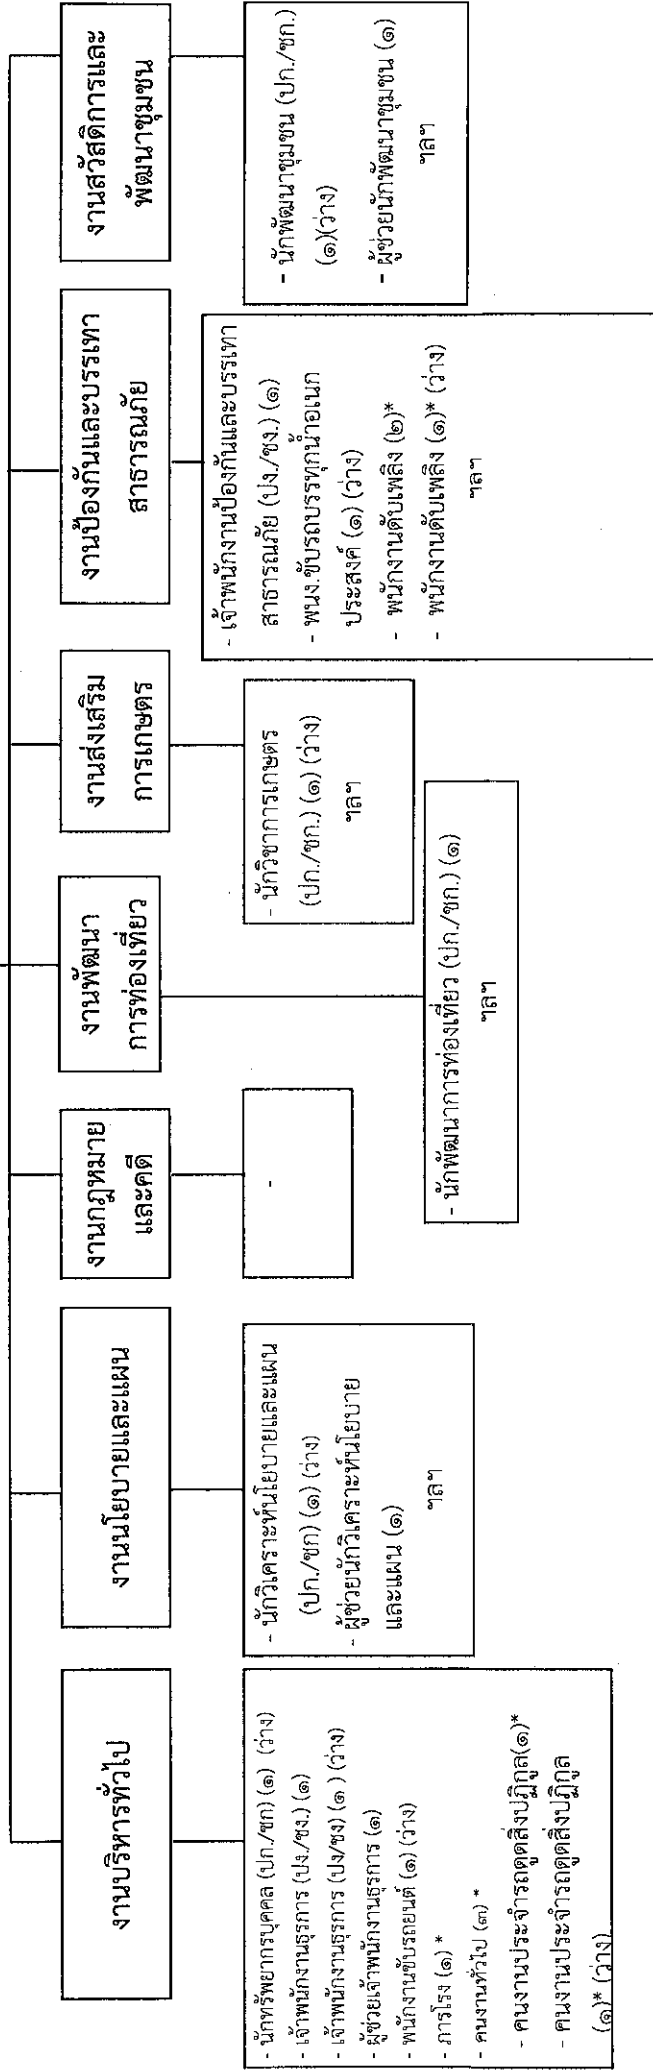 งานบริหารทั่วไป
- นักทรัพยากรบุคคล (ปก./ชก) (๑) (ว่าง)
- เจ้าพนักงานธุรการ (ปง./ชง.) (๑)
- เจ้าพนักงานธุรการ (ปง/ชง) (๑ ) (ว่าง)
- ผู้ช่วยเจ้าพนักงานธุรการ (๑)
- พนักงานขับรถยนต์ (๑) (ว่าง)
- ภารโรง (๑) *
- คนงานทั่วไป (๓) *
- คนงานประจำรถดูดสิ่งปฏิกูล(๑)*
- คนงานประจำรถดูดสิ่งปฏิกูล
(๑)* (ว่าง)
งานนโยบายและแผน
- นักวิเคราะห์นโยบายและแผน
(ปก./ชก) (๑) (ว่าง)
- ผู้ช่วยนักวิเคราะห์นโยบาย
และแผน (๑)
ฯลฯ
งานกฎหมาย
และคดี
-
งานพัฒนา
การท่องเที่ยว
- นักพัฒนาการท่องเที่ยว (ปก./ชก.) (๑)
ฯลฯ
งานส่งเสริม
การเกษตร
- นักวิชาการเกษตร
(ปก./ชก.) (๑) (ว่าง)
ฯลฯ
งานป้องกันและบรรเทา
สาธารณภัย
- เจ้าพนักงานป้องกันและบรรเทา
สาธารณภัย (ปง./ชง.) (๑)
- พนง.ขับรถบรรทุกน้ำอเนก
ประสงค์ (๑) (ว่าง)
- พนักงานดับเพลิง (๒)*
- พนักงานดับเพลิง (๑)* (ว่าง)
ฯลฯ
งานสวัสดิการและ
พัฒนาชุมชน
- นักพัฒนาชุมชน (ปก./ชก.)
(๑)(ว่าง)
- ผู้ช่วยนักพัฒนาชุมชน (๑)
ฯลฯ